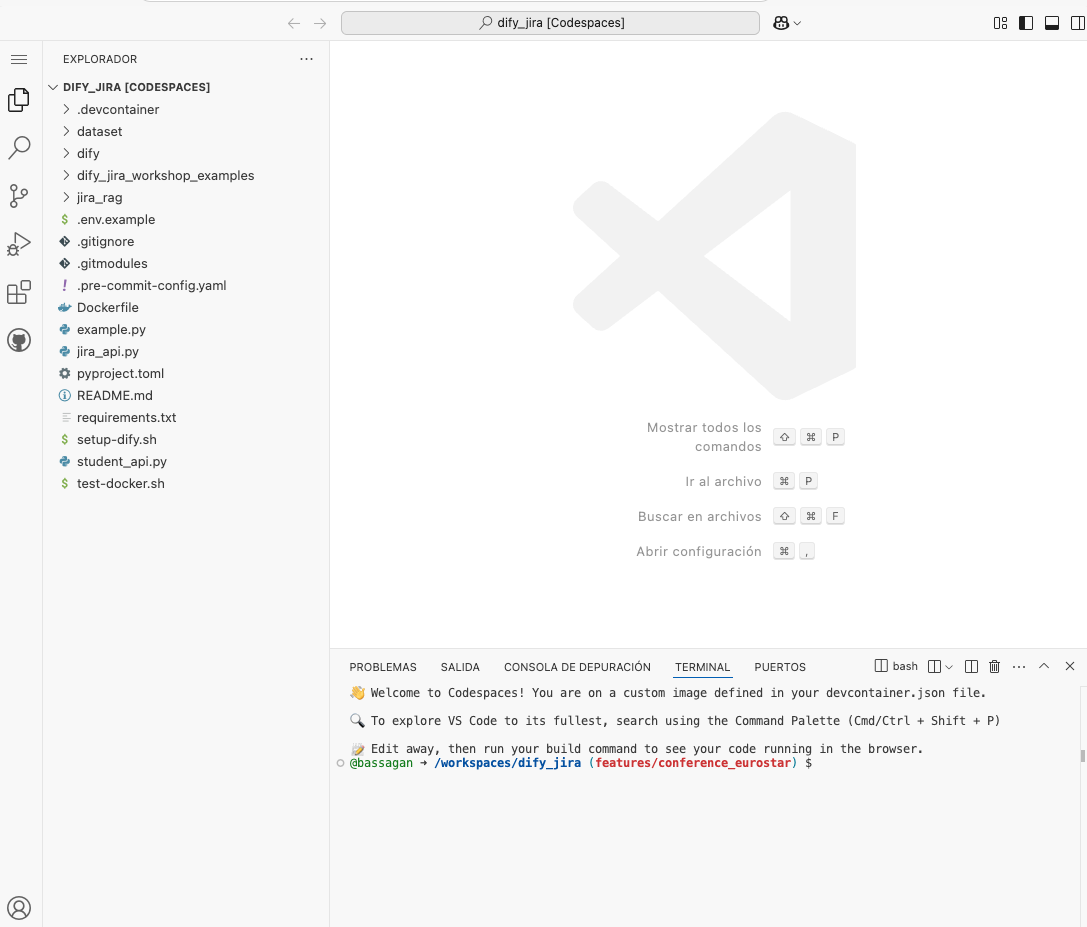 dify_jira [Codespaces]
EXPLORADOR
DIFY_JIRA [CODESPACES]
.devcontainer
dataset
dify
dify_jira_workshop_examples
jira_rag
$ .env.example
.gitignore
.gitmodules
! .pre-commit-config.yaml
Dockerfile
example.py
jira_api.py
pyproject.toml
README.md
requirements.txt
$ setup-dify.sh
student_api.py
$ test-docker.sh
Mostrar todos los
comandos ⇧ ⌘ P
Ir al archivo ⌘ P
Buscar en archivos ⇧ ⌘ F
Abrir configuración ⌘ ,
PROBLEMAS SALIDA CONSOLA DE DEPURACIÓN TERMINAL PUERTOS bash
👋 Welcome to Codespaces! You are on a custom image defined in your devcontainer.json file.
🔍 To explore VS Code to its fullest, search using the Command Palette (Cmd/Ctrl + Shift + P)
📝 Edit away, then run your build command to see your code running in the browser.
@bassagan ➜ /workspaces/dify_jira (features/conference_eurostar) $